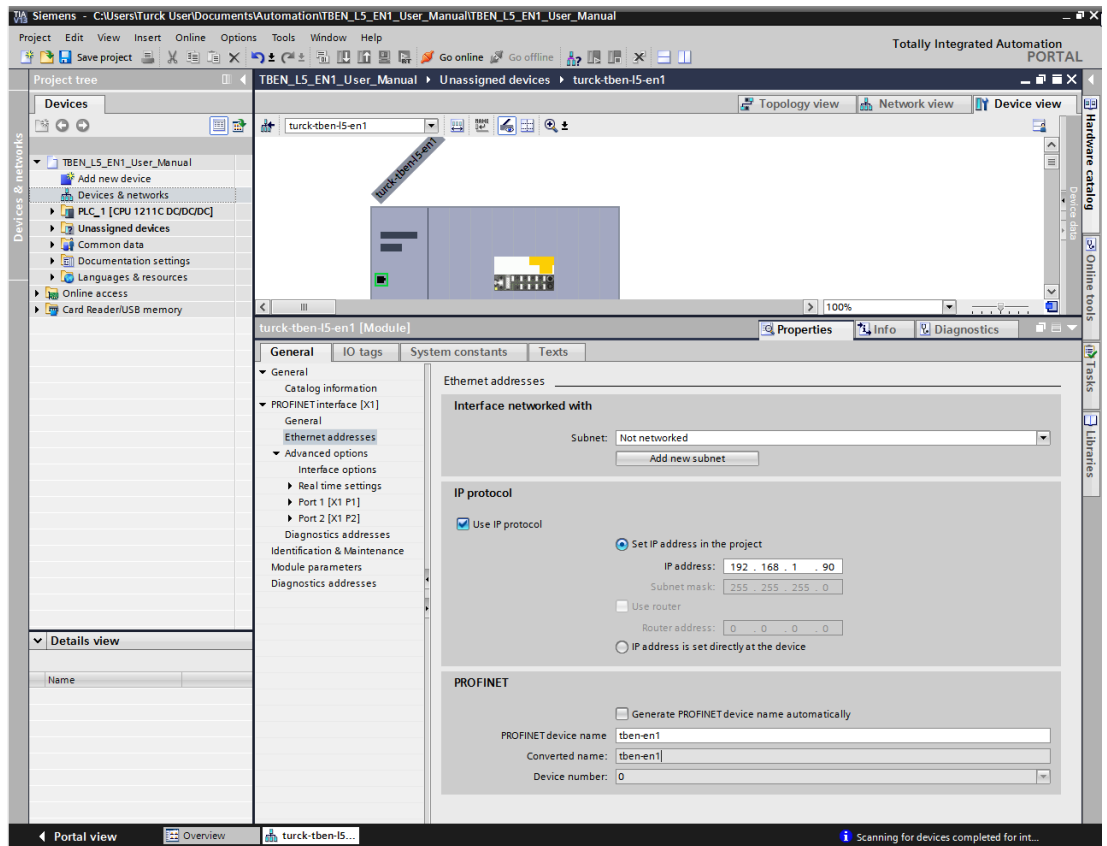 Siemens - C:\Users\Turck User\Documents\Automation\TBEN_L5_EN1_User_Manual\TBEN_L5_EN1_User_Manual
Project Edit View Insert Online Options Tools Window Help
Totally Integrated Automation
PORTAL
Save project Go online Go offline
Project tree
TBEN_L5_EN1_User_Manual ▸ Unassigned devices ▸ turck-tben-l5-en1
Devices
Topology view Network view Device view
turck-tben-l5-en1
Devices & networks
TBEN_L5_EN1_User_Manual
Add new device
Devices & networks
PLC_1 [CPU 1211C DC/DC/DC]
Unassigned devices
Common data
Documentation settings
Languages & resources
Online access
Card Reader/USB memory
turck-tben-l5-en1
Device data
100%
Hardware catalog
Online tools
Tasks
Libraries
turck-tben-l5-en1 [Module]
Properties Info Diagnostics
General IO tags System constants Texts
General
Catalog information
PROFINET interface [X1]
General
Ethernet addresses
Advanced options
Interface options
Real time settings
Port 1 [X1 P1]
Port 2 [X1 P2]
Diagnostics addresses
Identification & Maintenance
Module parameters
Diagnostics addresses
Ethernet addresses
Interface networked with
Subnet: Not networked
Add new subnet
IP protocol
Use IP protocol
Set IP address in the project
IP address: 192 . 168 . 1 . 90
Subnet mask: 255 . 255 . 255 . 0
Use router
Router address: 0 . 0 . 0 . 0
IP address is set directly at the device
PROFINET
Generate PROFINET device name automatically
PROFINET device name tben-en1
Converted name: tben-en1
Device number: 0
Details view
Name
Portal view Overview turck-tben-l5... Scanning for devices completed for int...